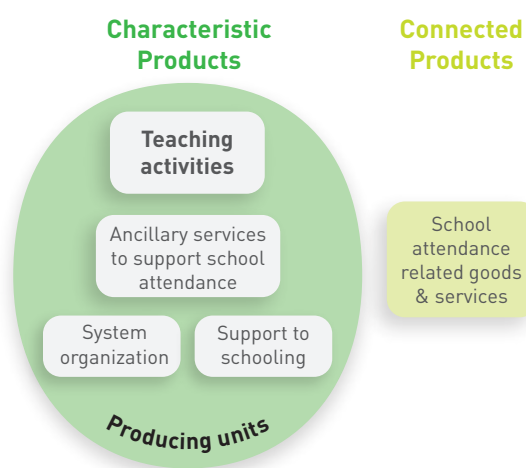 Characteristic
Products
Connected
Products
Teaching
activities
Ancillary services
to support school
attendance
System
organization
Support to
schooling
Producing units
School
attendance
related goods
& services